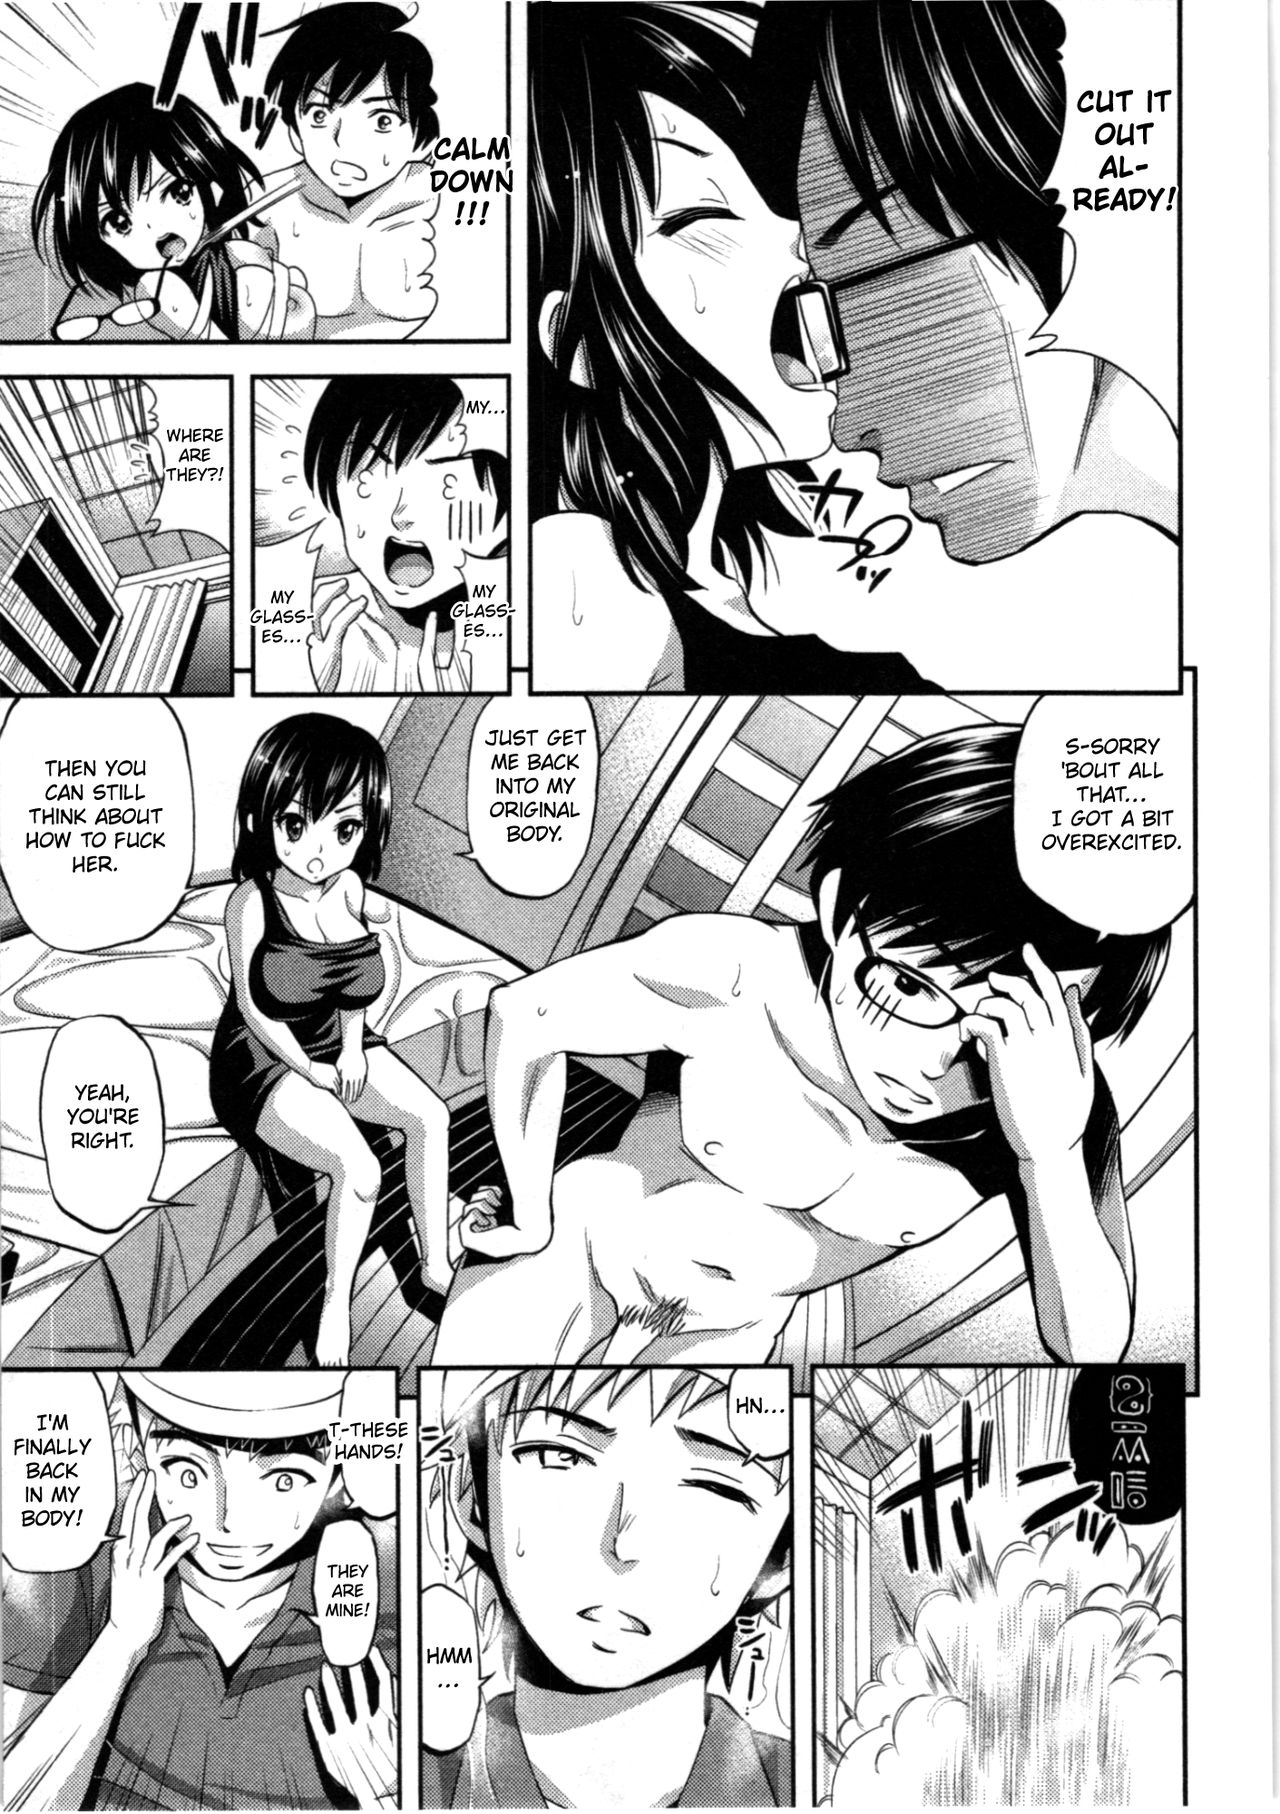 CUT IT
OUT
AL-
READY!
バッ
CALM
DOWN
!!!
MY...
MY
GLASS-
ES...
MY
GLASS-
ES...
WHERE
ARE
THEY?!
S-SORRY
'BOUT ALL
THAT...
I GOT A BIT
OVEREXCITED.
JUST GET
ME BACK
INTO MY
ORIGINAL
BODY.
THEN YOU
CAN STILL
THINK ABOUT
HOW TO FUCK
HER.
YEAH,
YOU'RE
RIGHT.
HN...
HMM
...
T-THESE
HANDS!
THEY
ARE
MINE!
I'M
FINALLY
BACK
IN MY
BODY!